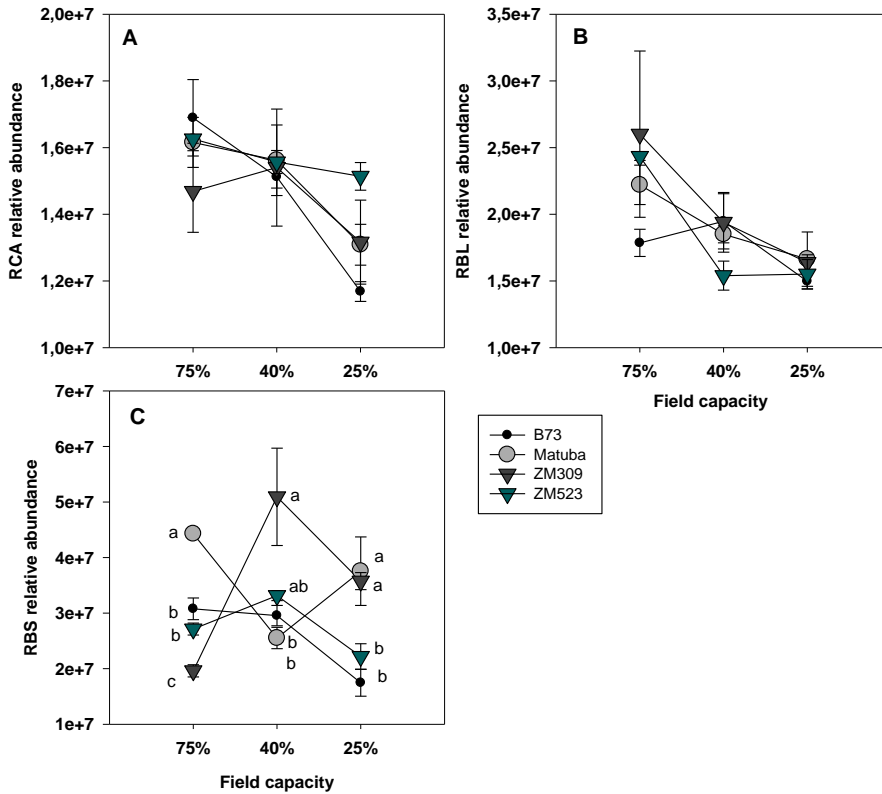 A
RCA relative abundance
2,0e+7
1,8e+7
1,6e+7
1,4e+7
1,2e+7
1,0e+7
75%
40%
25%
B
RBL relative abundance
3,5e+7
3,0e+7
2,5e+7
2,0e+7
1,5e+7
1,0e+7
75%
40%
25%
Field capacity
C
RBS relative abundance
7e+7
6e+7
5e+7
4e+7
3e+7
2e+7
1e+7
a
b
b
c
a
ab
b
b
a
a
b
b
75%
40%
25%
Field capacity
B73
Matuba
ZM309
ZM523